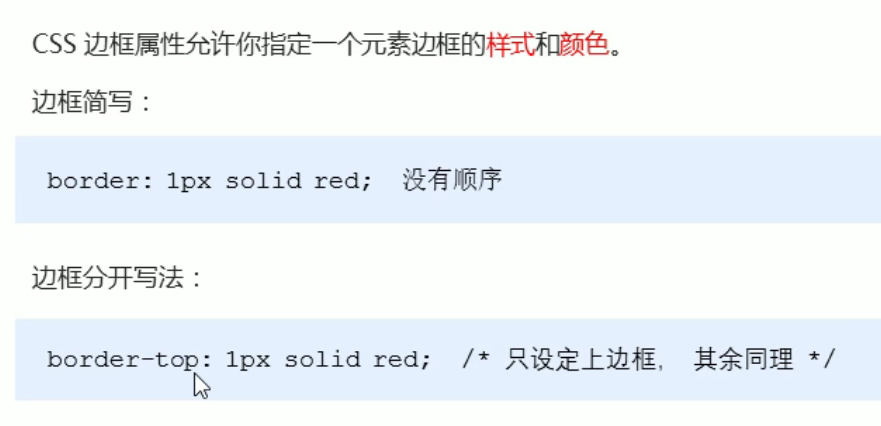 CSS 边框属性允许你指定一个元素边框的样式和颜色。
边框简写：
border: 1px solid red;  没有顺序
边框分开写法：
border-top: 1px solid red;  /* 只设定上边框， 其余同理 */